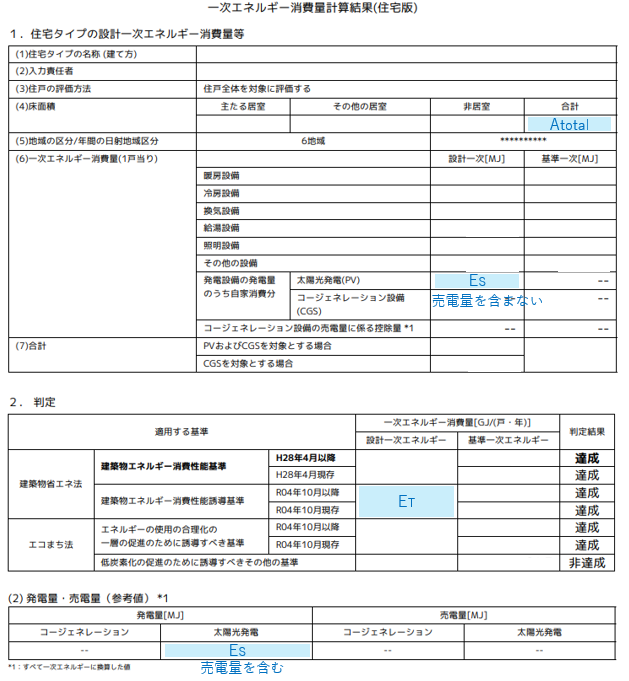 一次エネルギー消費量計算結果(住宅版)
1．住宅タイプの設計一次エネルギー消費量等
(1)住宅タイプの名称 (建て方)
(2)入力責任者
(3)住戸の評価方法 住戸全体を対象に評価する
(4)床面積 主たる居室 その他の居室 非居室 合計
Atotal
(5)地域の区分/年間の日射地域区分 6地域 **********
(6)一次エネルギー消費量(1戸当り) 設計一次[MJ] 基準一次[MJ]
暖房設備
冷房設備
換気設備
給湯設備
照明設備
その他の設備
発電設備の発電量 太陽光発電(PV) Es --
のうち自家消費分 コージェネレーション設備 売電量を含まない --
(CGS)
コージェネレーション設備の売電量に係る控除量 *1 -- --
(7)合計 PVおよびCGSを対象とする場合
CGSを対象とする場合
2． 判定
適用する基準 一次エネルギー消費量[GJ/(戸・年)] 判定結果
設計一次エネルギー 基準一次エネルギー
建築物省エネ法 建築物エネルギー消費性能基準 H28年4月以降 達成
H28年4月現存 達成
建築物エネルギー消費性能誘導基準 R04年10月以降 ET 達成
R04年10月現存 達成
エコまち法 エネルギーの使用の合理化の R04年10月以降 達成
一層の促進のために誘導すべき基準 R04年10月現存 達成
低炭素化の促進のために誘導すべきその他の基準 非達成
(2) 発電量・売電量（参考値） *1
発電量[MJ] 売電量[MJ]
コージェネレーション 太陽光発電 コージェネレーション 太陽光発電
-- Es -- --
*1：すべて一次エネルギーに換算した値
売電量を含む